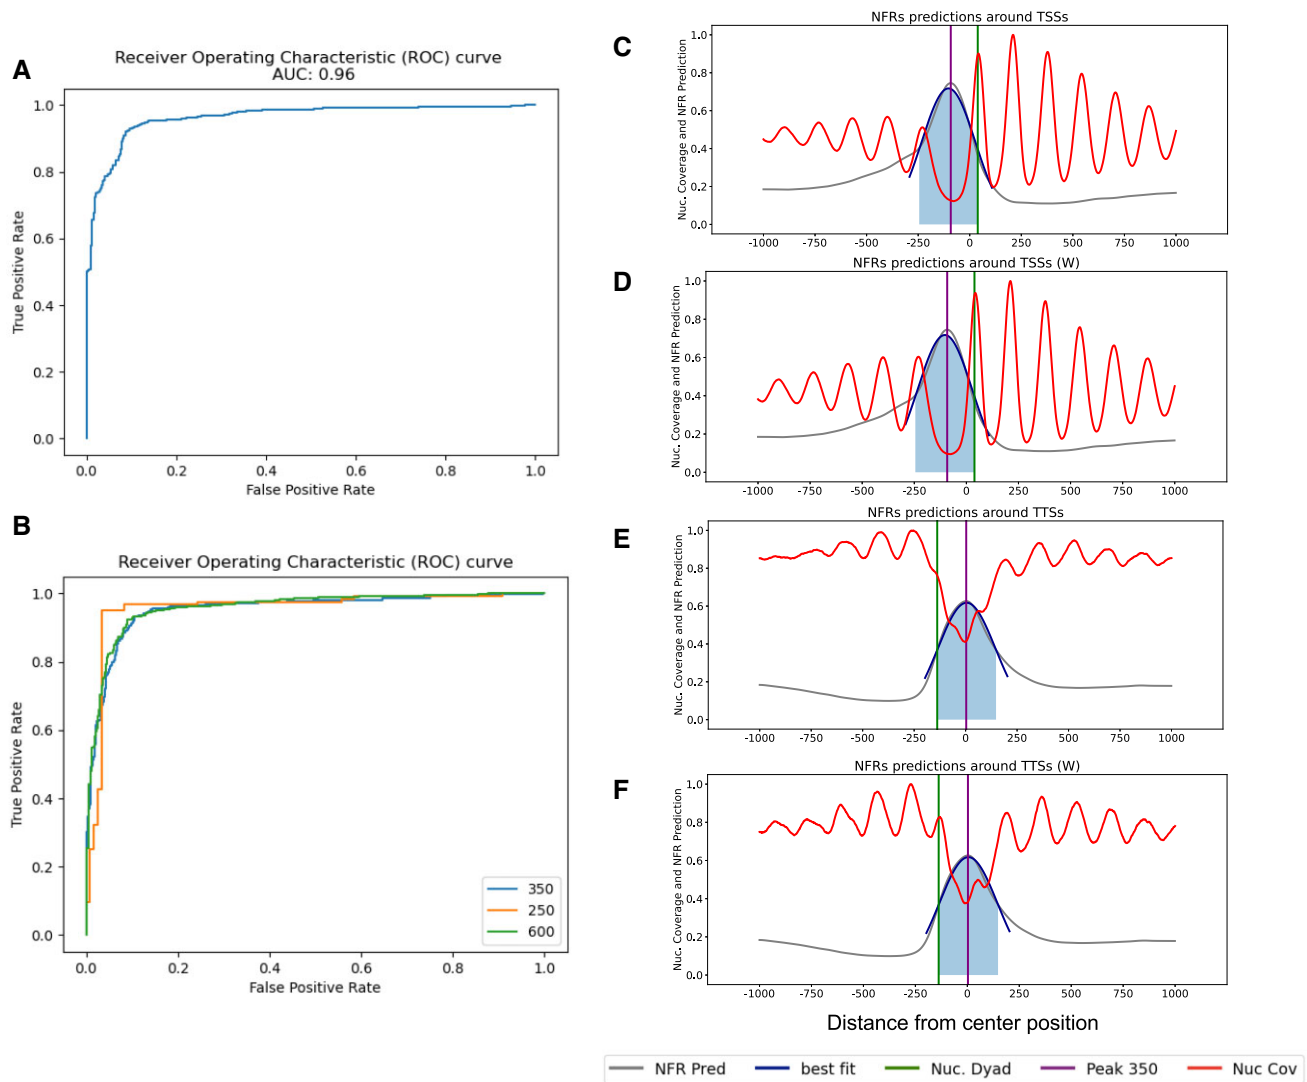 A
Receiver Operating Characteristic (ROC) curve
AUC: 0.96
True Positive Rate
1.0
0.8
0.6
0.4
0.2
0.0
0.0 0.2 0.4 0.6 0.8 1.0
False Positive Rate
B
Receiver Operating Characteristic (ROC) curve
True Positive Rate
1.0
0.8
0.6
0.4
0.2
0.0
350
250
600
0.0 0.2 0.4 0.6 0.8 1.0
False Positive Rate
C
NFRs predictions around TSSs
Nuc. Coverage and NFR Prediction
1.0
0.8
0.6
0.4
0.2
0.0
-1000 -750 -500 -250 0 250 500 750 1000
D
NFRs predictions around TSSs (W)
Nuc. Coverage and NFR Prediction
1.0
0.8
0.6
0.4
0.2
0.0
-1000 -750 -500 -250 0 250 500 750 1000
E
NFRs predictions around TTSs
Nuc. Coverage and NFR Prediction
1.0
0.8
0.6
0.4
0.2
0.0
-1000 -750 -500 -250 0 250 500 750 1000
F
NFRs predictions around TTSs (W)
Nuc. Coverage and NFR Prediction
1.0
0.8
0.6
0.4
0.2
0.0
-1000 -750 -500 -250 0 250 500 750 1000
Distance from center position
NFR Pred best fit Nuc. Dyad Peak 350 Nuc Cov